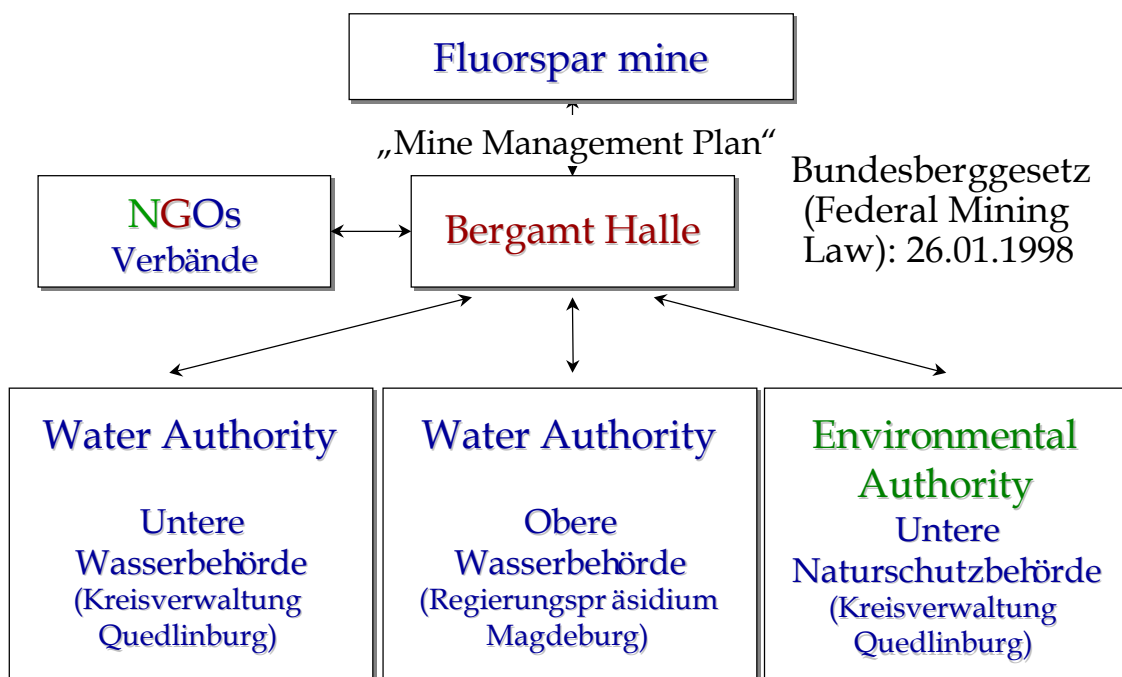 Fluorspar mine
„Mine Management Plan“
NGOs
Verbände
Bergamt Halle
Bundesberggesetz
(Federal Mining
Law): 26.01.1998
Water Authority
Untere
Wasserbehörde
(Kreisverwaltung
Quedlinburg)
Water Authority
Obere
Wasserbehörde
(Regierungspr äsidium
Magdeburg)
Environmental
Authority
Untere
Naturschutzbehörde
(Kreisverwaltung
Quedlinburg)